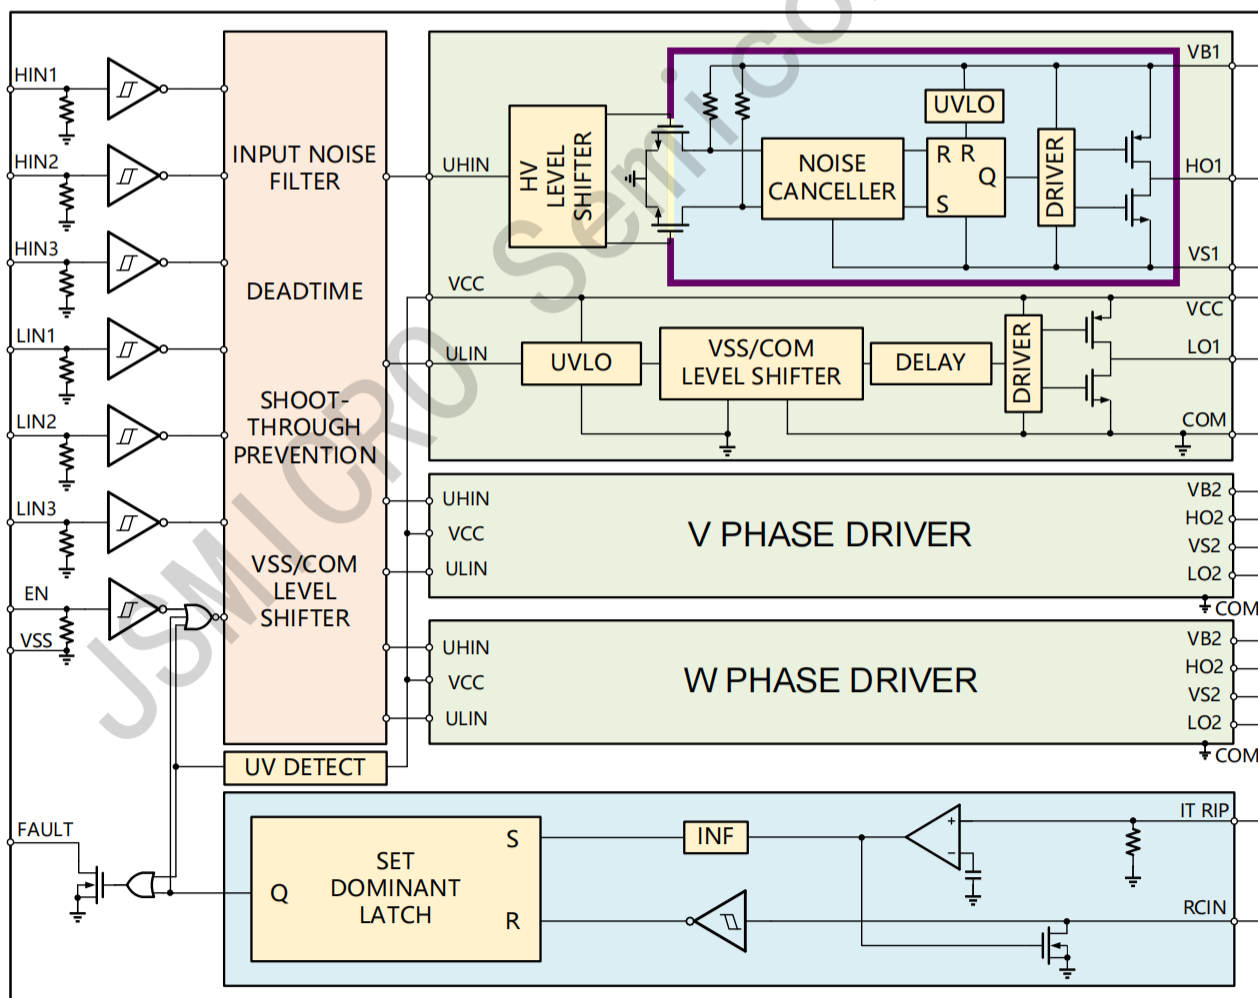 HIN1
HIN2
HIN3
LIN1
LIN2
LIN3
EN
VSS
FAULT
INPUT NOISE
FILTER
DEADTIME
SHOOT-
THROUGH
PREVENTION
VSS/COM
LEVEL
SHIFTER
UV DETECT
UHIN
HV
LEVEL
SHIFTER
NOISE
CANCELLER
UVLO
R R
Q
S
DRIVER
VB1
HO1
VS1
VCC
VCC
ULIN
UVLO
VSS/COM
LEVEL SHIFTER
DELAY
DRIVER
LO1
COM
UHIN
VCC
ULIN
V PHASE DRIVER
VB2
HO2
VS2
LO2
COM
UHIN
VCC
ULIN
W PHASE DRIVER
VB2
HO2
VS2
LO2
COM
SET
DOMINANT
LATCH
Q
S
R
INF
+
−
IT RIP
RCIN
JSMICRO Semico